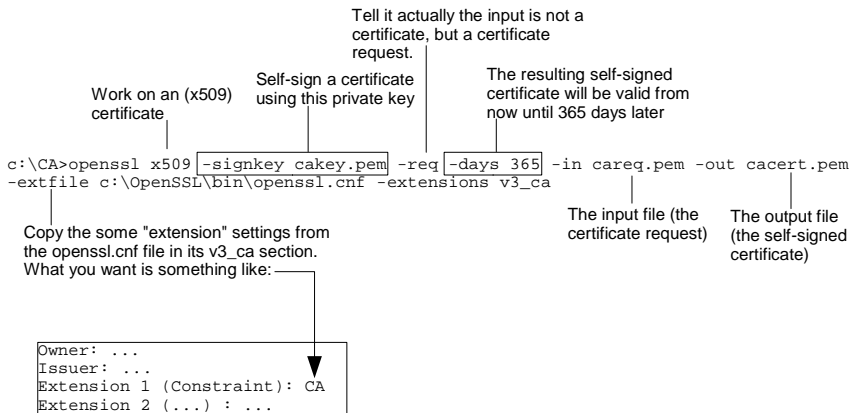 Tell it actually the input is not a
certificate, but a certificate
request.
Self-sign a certificate
using this private key
The resulting self-signed
certificate will be valid from
now until 365 days later
Work on an (x509)
certificate
c:\CA>openssl x509 -signkey cakey.pem -req -days 365 -in careq.pem -out cacert.pem
-extfile c:\OpenSSL\bin\openssl.cnf -extensions v3_ca
Copy the some "extension" settings from
the openssl.cnf file in its v3_ca section.
What you want is something like:
The input file (the
certificate request)
The output file
(the self-signed
certificate)
Owner: ...
Issuer: ...
Extension 1 (Constraint): CA
Extension 2 (...) : ...